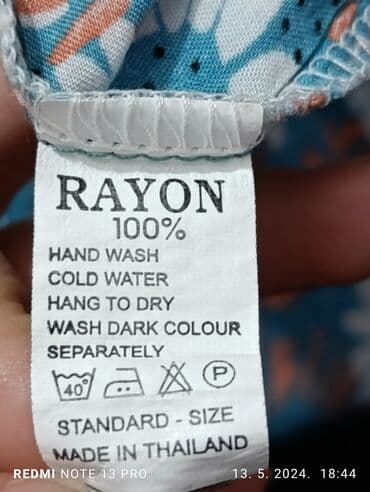 RAYON
100%
HAND WASH
COLD WATER
HANG TO DRY
WASH DARK COLOUR
SEPARATELY
40° P
STANDARD - SIZE
MADE IN THAILAND
REDMI NOTE 13 PRO 13. 5. 2024. 18:44